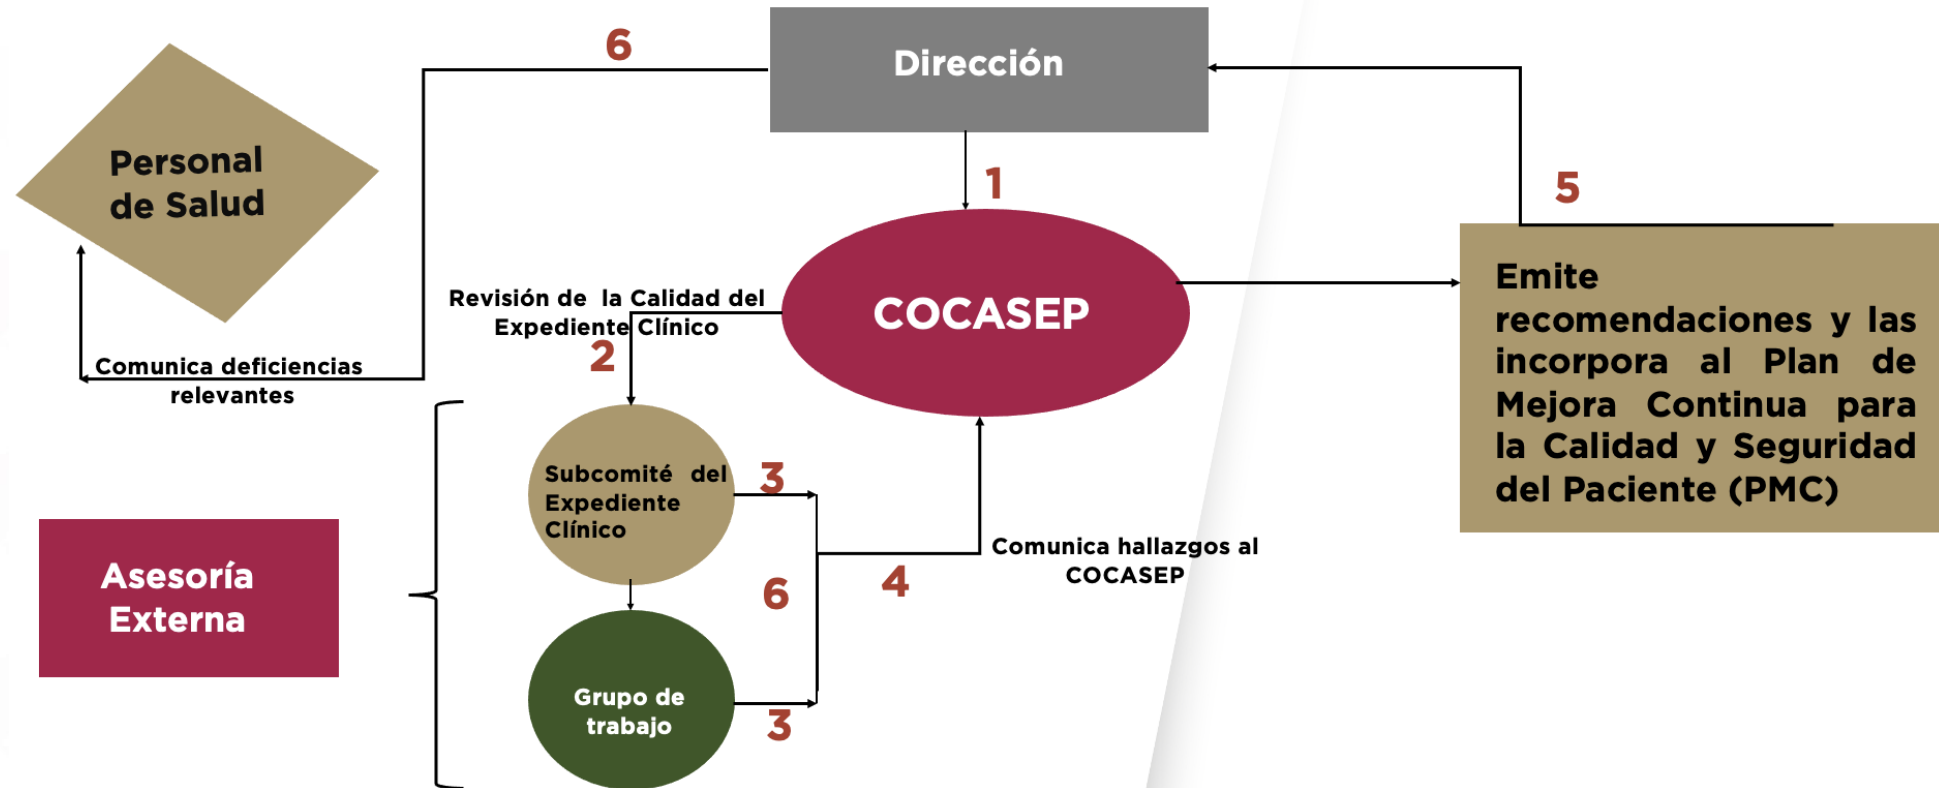 6
Dirección
Personal
de Salud
1
5
Revisión de la Calidad del
Expediente Clínico
2
COCASEP
Emite
recomendaciones y las
incorpora al Plan de
Mejora Continua para
la Calidad y Seguridad
del Paciente (PMC)
Comunica deficiencias
relevantes
Subcomité del
Expediente
Clínico
3
Asesoría
Externa
6
4
Comunica hallazgos al
COCASEP
Grupo de
trabajo
3